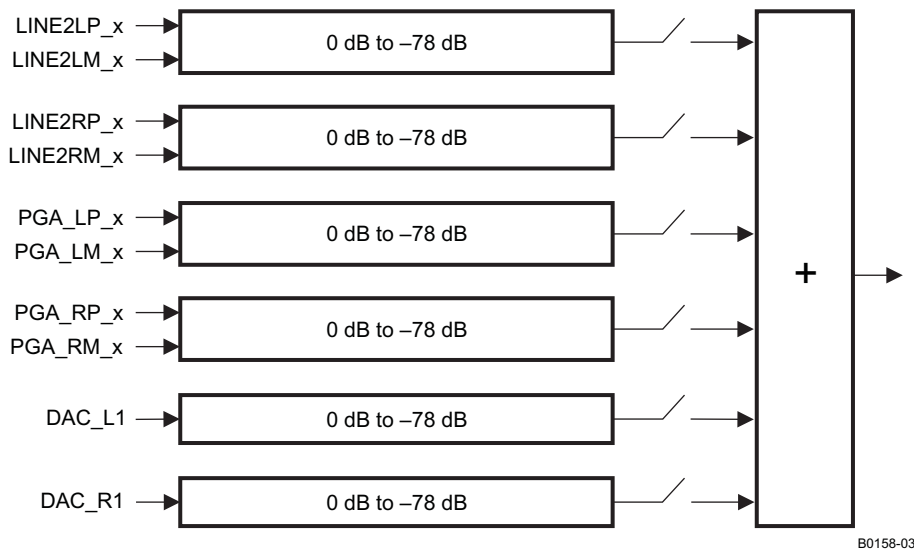 LINE2LP_x
LINE2LM_x
0 dB to –78 dB
LINE2RP_x
LINE2RM_x
0 dB to –78 dB
PGA_LP_x
PGA_LM_x
0 dB to –78 dB
+
PGA_RP_x
PGA_RM_x
0 dB to –78 dB
DAC_L1
0 dB to –78 dB
DAC_R1
0 dB to –78 dB
B0158-03